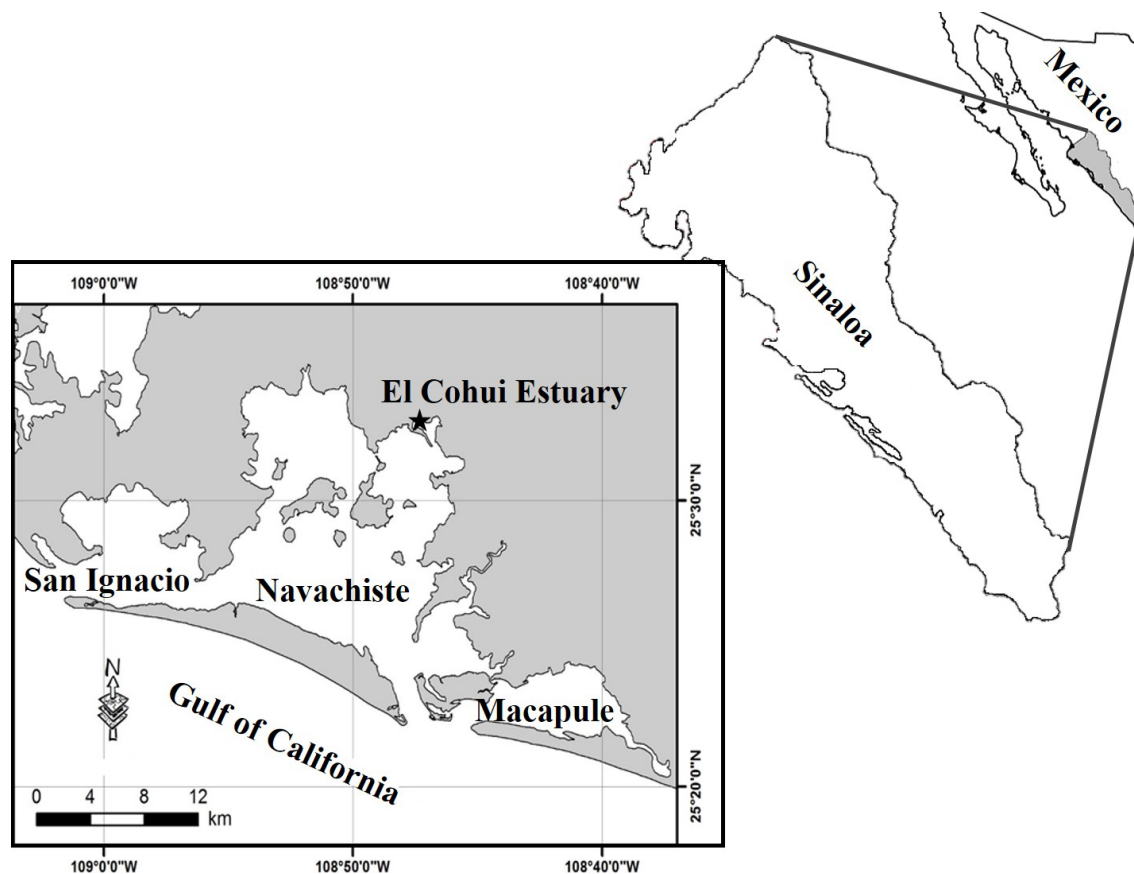 Mexico
Sinaloa
109°0'0"W 108°50'0"W 108°40'0"W
El Cohui Estuary
25°30'0"N
San Ignacio
Navachiste
N
Macapule
Gulf of California
25°20'0"N
0 4 8 12
km
109°0'0"W 108°50'0"W 108°40'0"W